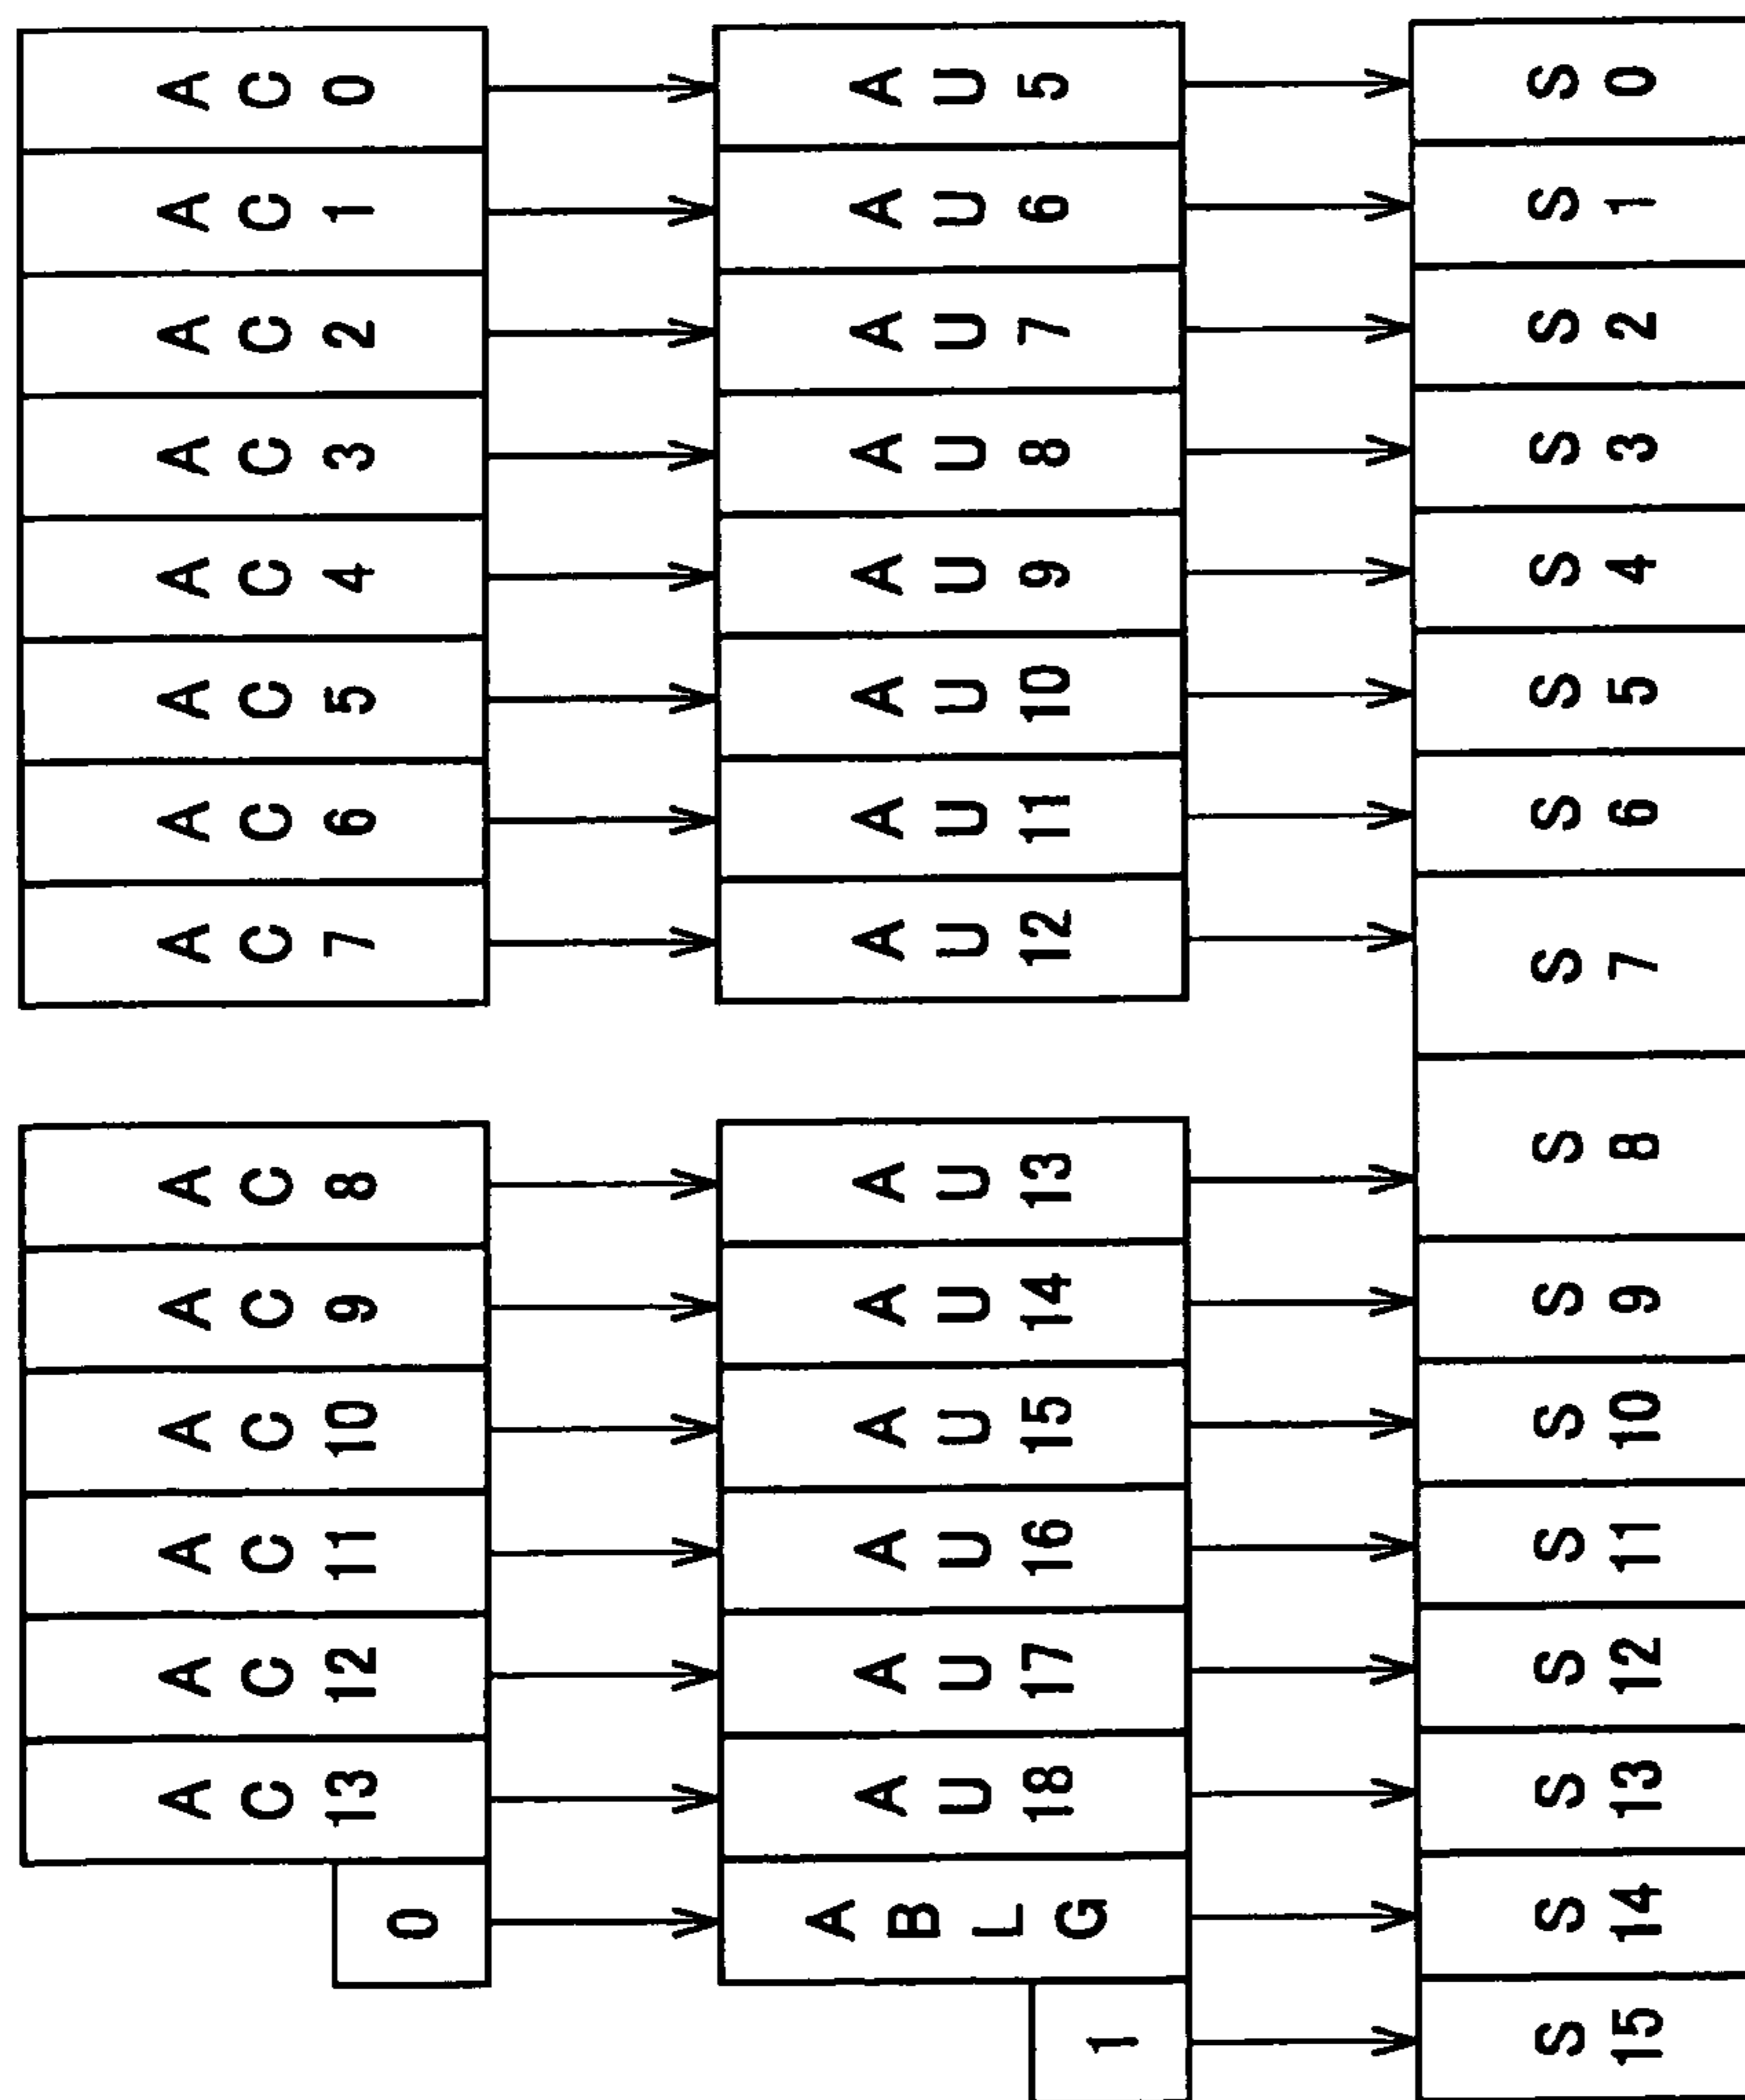 0
AC13
AC12
AC11
AC10
AC9
AC8
AC7
AC6
AC5
AC4
AC3
AC2
AC1
AC0
1
ABLG
AU18
AU17
AU16
AU15
AU14
AU13
AU12
AU11
AU10
AU9
AU8
AU7
AU6
AU5
S15
S14
S13
S12
S11
S10
S9
S8
S7
S6
S5
S4
S3
S2
S1
S0